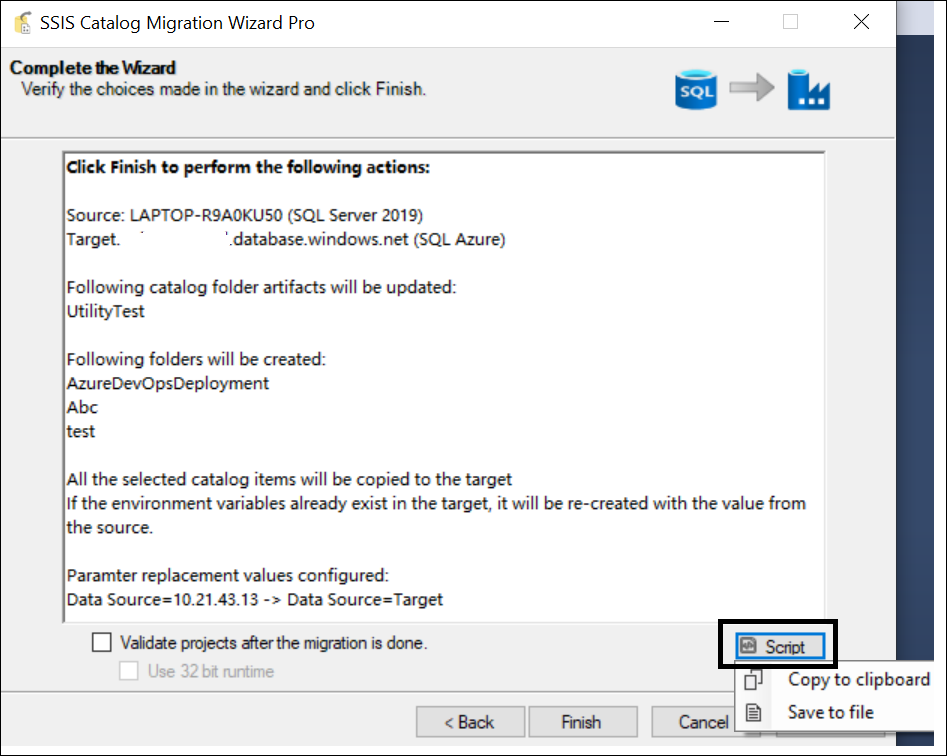 SSIS Catalog Migration Wizard Pro
Complete the Wizard
Verify the choices made in the wizard and click Finish.
SQL
Click Finish to perform the following actions:
Source: LAPTOP-R9A0KU50 (SQL Server 2019)
Target. .database.windows.net (SQL Azure)
Following catalog folder artifacts will be updated:
UtilityTest
Following folders will be created:
AzureDevOpsDeployment
Abc
test
All the selected catalog items will be copied to the target
If the environment variables already exist in the target, it will be re-created with the value from
the source.
Paramter replacement values configured:
Data Source=10.21.43.13 -> Data Source=Target
Validate projects after the migration is done.
Script
Use 32 bit runtime
Copy to clipboard
Save to file
< Back
Finish
Cancel